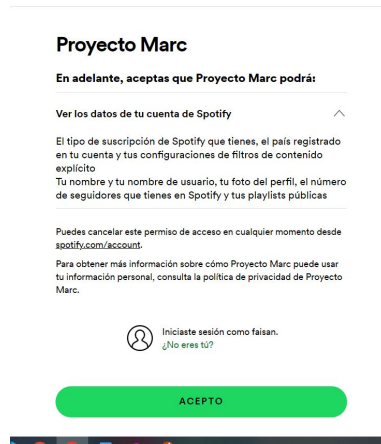 Proyecto Marc
En adelante, aceptas que Proyecto Marc podrá:
Ver los datos de tu cuenta de Spotify
El tipo de suscripción de Spotify que tienes, el país registrado
en tu cuenta y tus configuraciones de filtros de contenido
explícito
Tu nombre y tu nombre de usuario, tu foto del perfil, el número
de seguidores que tienes en Spotify y tus playlists públicas
Puedes cancelar este permiso de acceso en cualquier momento desde
spotify.com/account.
Para obtener más información sobre cómo Proyecto Marc puede usar
tu información personal, consulta la política de privacidad de Proyecto
Marc.
Iniciaste sesión como faisan.
¿No eres tú?
ACEPTO